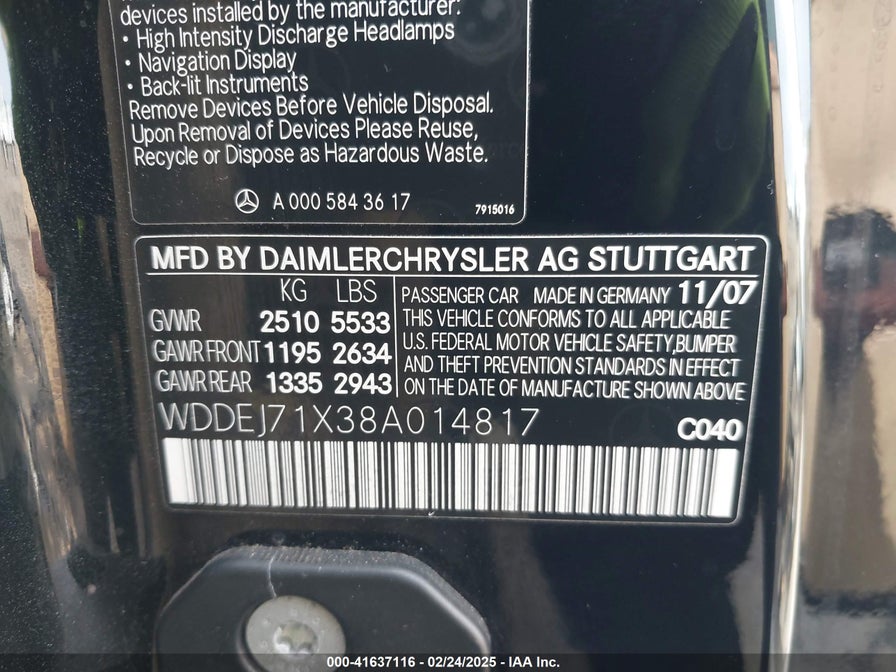 devices installed by the manufacturer:
• High Intensity Discharge Headlamps
• Navigation Display
• Back-lit Instruments
Remove Devices Before Vehicle Disposal.
Upon Removal of Devices Please Reuse,
Recycle or Dispose as Hazardous Waste.
A 000 584 36 17 7915016
MFD BY DAIMLERCHRYSLER AG STUTTGART
KG LBS
GVWR 2510 5533
GAWR FRONT 1195 2634
GAWR REAR 1335 2943
PASSENGER CAR MADE IN GERMANY 11/07
THIS VEHICLE CONFORMS TO ALL APPLICABLE
U.S. FEDERAL MOTOR VEHICLE SAFETY, BUMPER
AND THEFT PREVENTION STANDARDS IN EFFECT
ON THE DATE OF MANUFACTURE SHOWN ABOVE
WDDEJ71X38A014817 C040
000-41637116 - 02/24/2025 - IAA Inc.